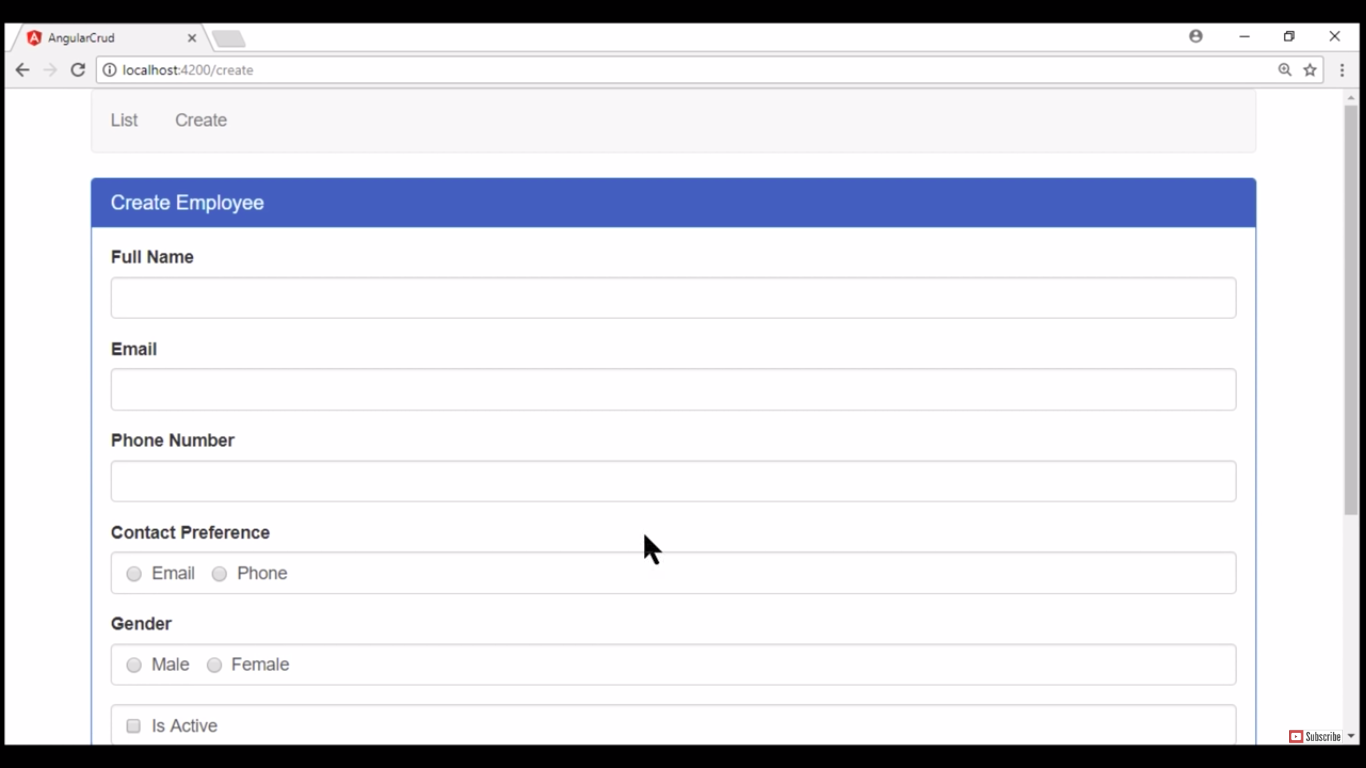 AngularCrud
localhost:4200/create
List Create
Create Employee
Full Name
Email
Phone Number
Contact Preference
Email Phone
Gender
Male Female
Is Active
Subscribe